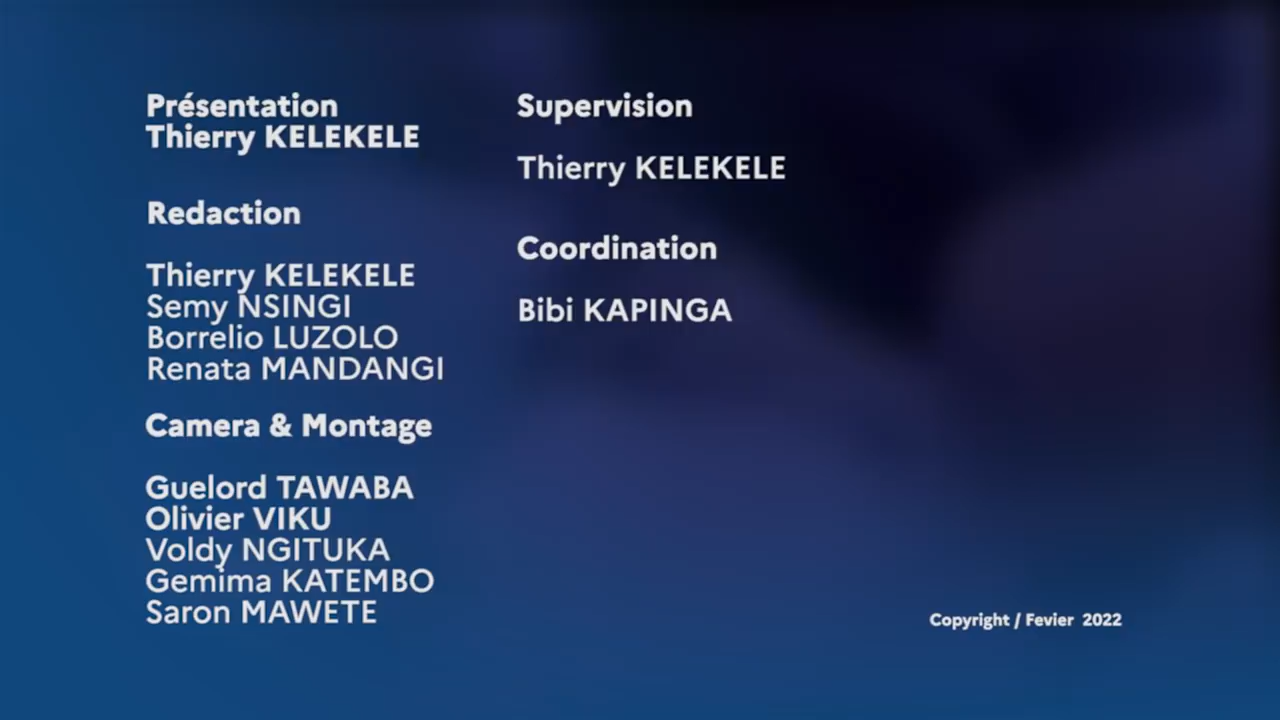 Présentation
Thierry KELEKELE
Redaction
Thierry KELEKELE
Semy NSINGI
Borrelio LUZOLO
Renata MANDANGI
Camera & Montage
Guelord TAWABA
Olivier VIKU
Voldy NGITUKA
Gemima KATEMBO
Saron MAWETE
Supervision
Thierry KELEKELE
Coordination
Bibi KAPINGA
Copyright / Fevier 2022